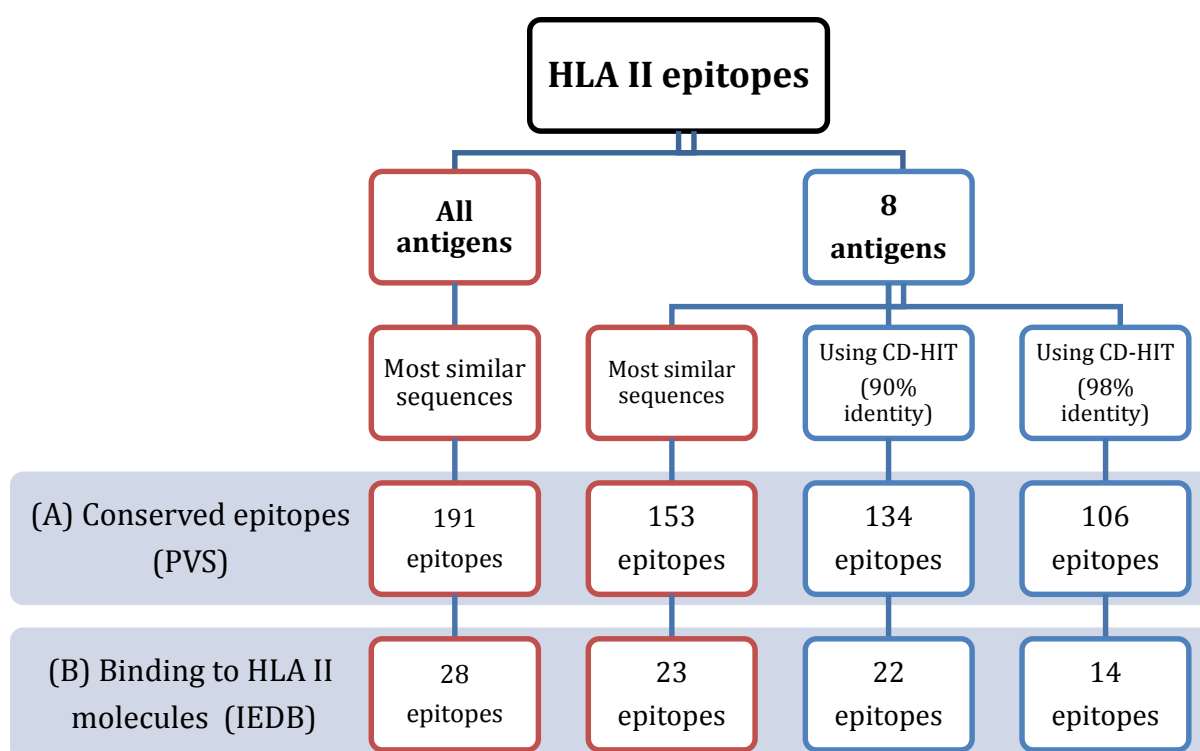 HLA II epitopes
All
antigens
8
antigens
Most similar
sequences
Most similar
sequences
Using CD-HIT
(90%
identity)
Using CD-HIT
(98%
identity)
(A) Conserved epitopes
(PVS)
191
epitopes
153
epitopes
134
epitopes
106
epitopes
(B) Binding to HLA II
molecules (IEDB)
28
epitopes
23
epitopes
22
epitopes
14
epitopes